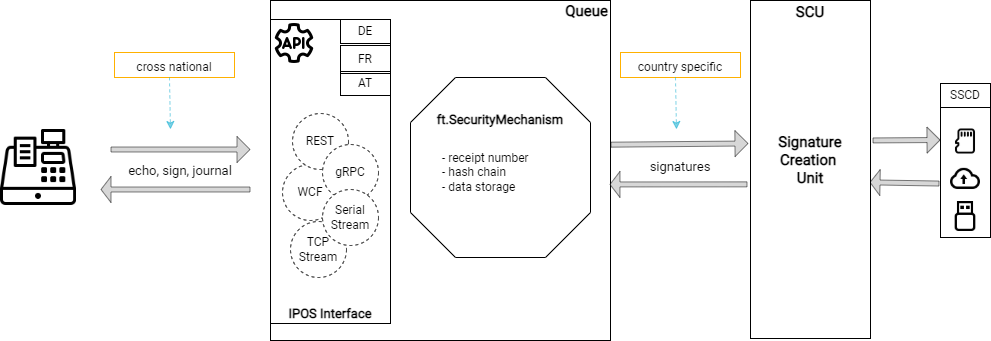 Queue
SCU
API
DE
FR
AT
cross national
country specific
SSCD
ft.SecurityMechanism
REST
- receipt number
- hash chain
- data storage
echo, sign, journal
gRPC
WCF
Serial
Stream
TCP
Stream
signatures
Signature
Creation
Unit
IPOS Interface